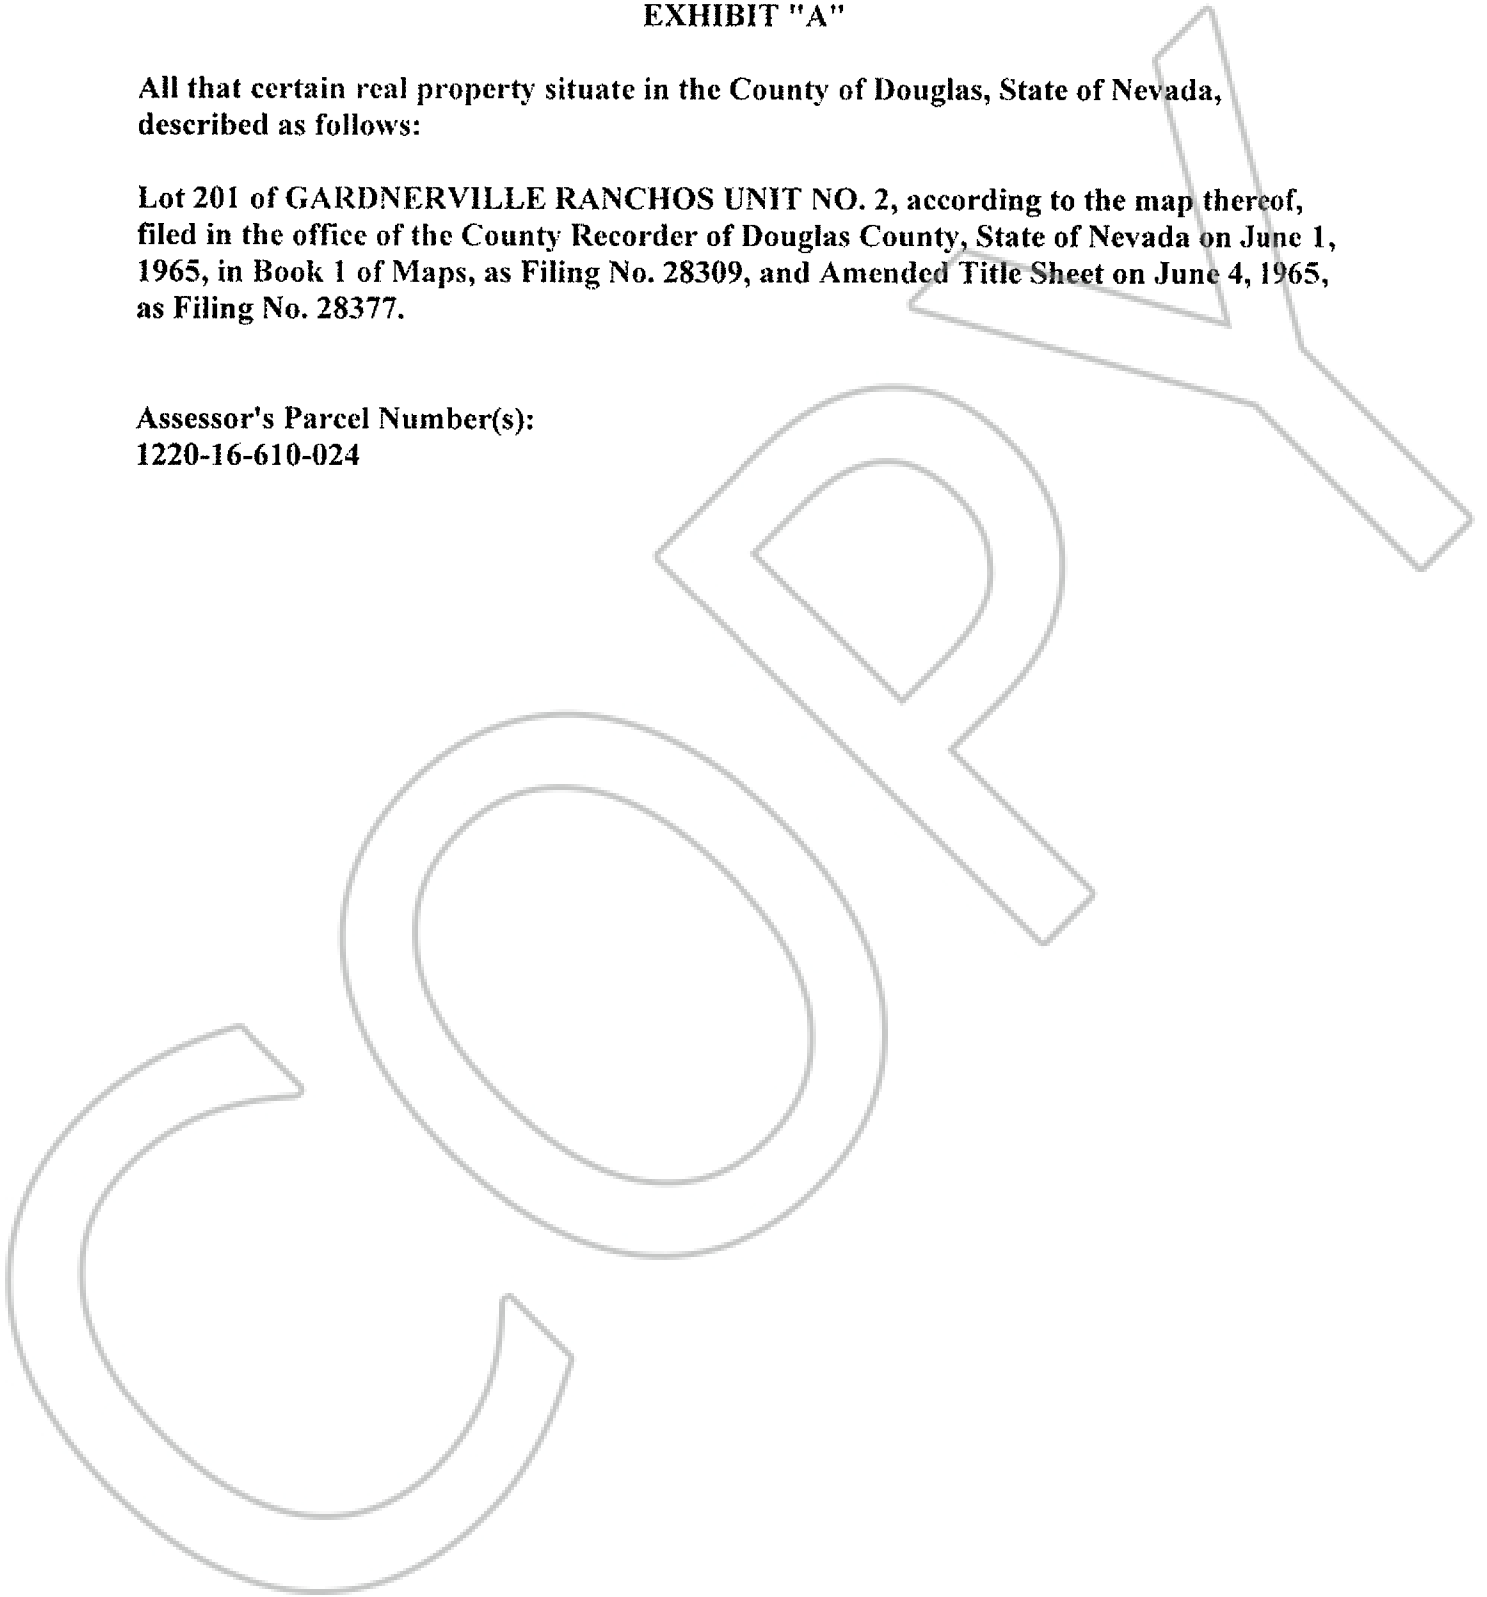 EXHIBIT "A"
All that certain real property situate in the County of Douglas, State of Nevada,
described as follows:
Lot 201 of GARDNERVILLE RANCHOS UNIT NO. 2, according to the map thereof,
filed in the office of the County Recorder of Douglas County, State of Nevada on June 1,
1965, in Book 1 of Maps, as Filing No. 28309, and Amended Title Sheet on June 4, 1965,
as Filing No. 28377.
Assessor's Parcel Number(s):
1220-16-610-024
COPY